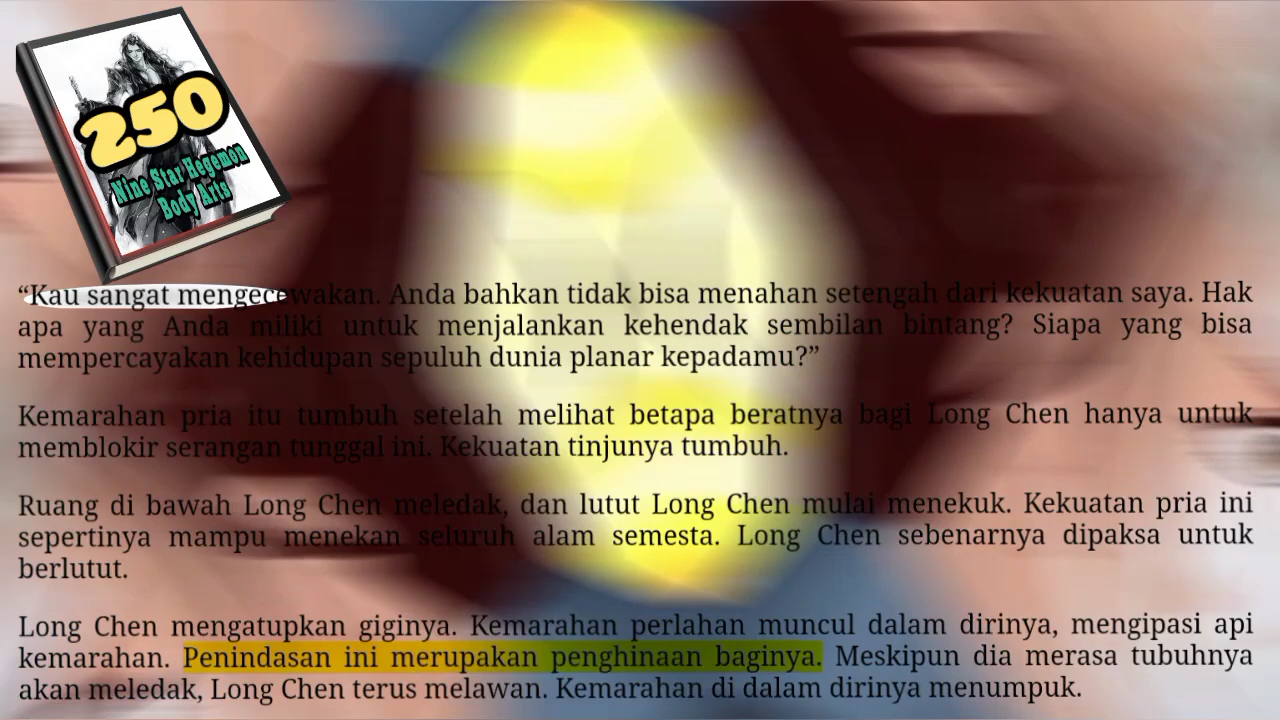 250
Nine Star Hegemon
Body Arts
“Kau sangat mengecewakan. Anda bahkan tidak bisa menahan setengah dari kekuatan saya. Hak
apa yang Anda miliki untuk menjalankan kehendak sembilan bintang? Siapa yang bisa
mempercayakan kehidupan sepuluh dunia planar kepadamu?”
Kemarahan pria itu tumbuh setelah melihat betapa beratnya bagi Long Chen hanya untuk
memblokir serangan tunggal ini. Kekuatan tinjunya tumbuh.
Ruang di bawah Long Chen meledak, dan lutut Long Chen mulai menekuk. Kekuatan pria ini
sepertinya mampu menekan seluruh alam semesta. Long Chen sebenarnya dipaksa untuk
berlutut.
Long Chen mengatupkan giginya. Kemarahan perlahan muncul dalam dirinya, mengipasi api
kemarahan. Penindasan ini merupakan penghinaan baginya. Meskipun dia merasa tubuhnya
akan meledak, Long Chen terus melawan. Kemarahan di dalam dirinya menumpuk.